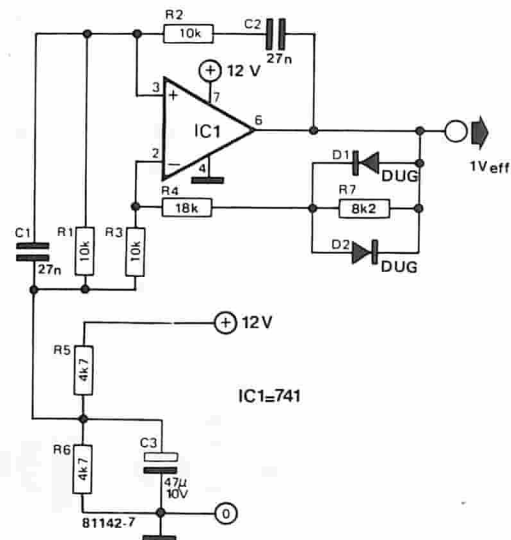 R2
10k
C2
27n
+ 12 V
3
+
7
IC1
6
2
−
4
D1
DUG
1Veff
R4
18k
R7
8k2
D2
DUG
C1
27n
R1
10k
R3
10k
+ 12V
R5
4k7
IC1=741
R6
4k7
C3
47µ
10V
81142-7
0